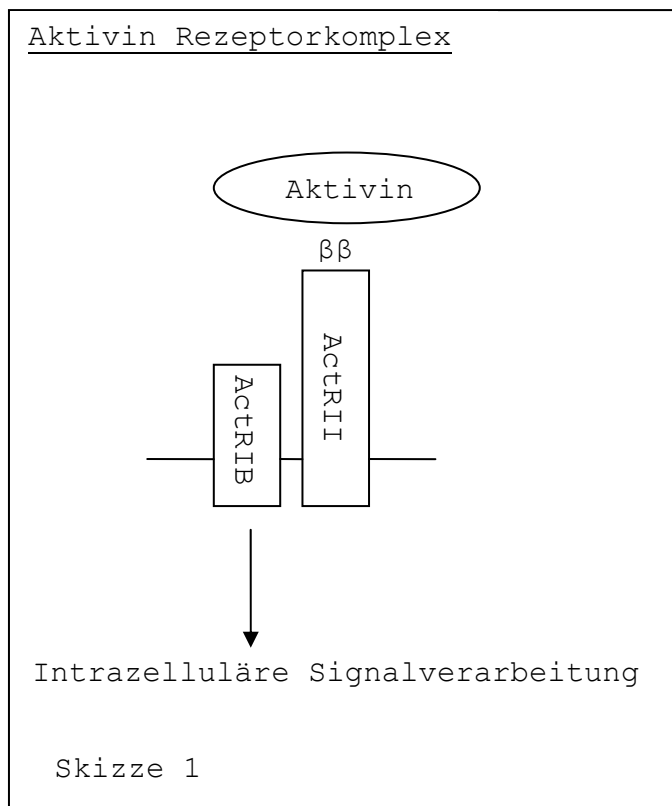 Aktivin Rezeptorkomplex
Aktivin
ββ
ActRII
ActRIB
Intrazelluläre Signalverarbeitung
Skizze 1